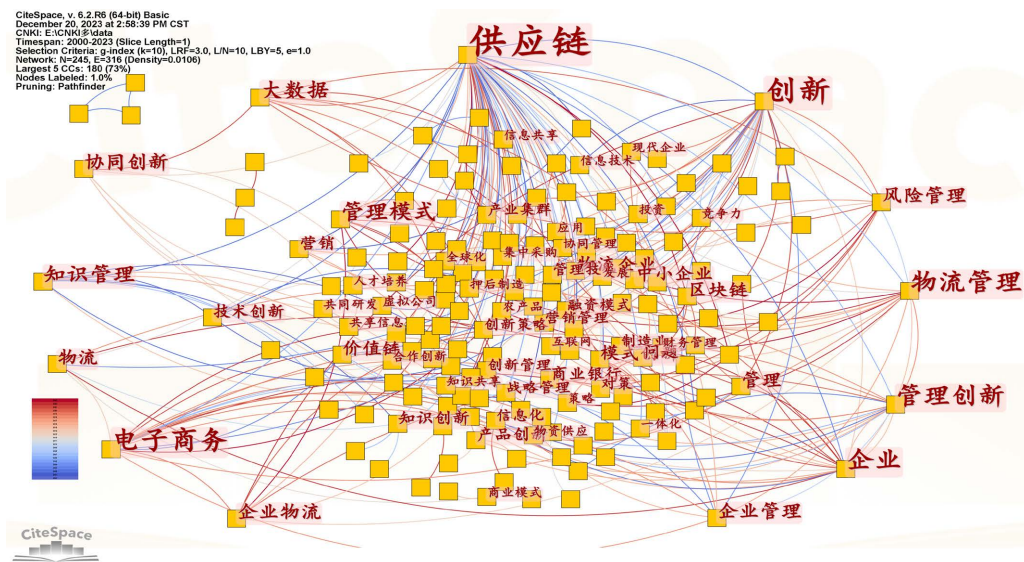 CiteSpace, v. 6.2.R6 (64-bit) Basic
December 20, 2023 at 2:58:39 PM CST
CNKI: E:\CNKI多\data
Timespan: 2000-2023 (Slice Length=1)
Selection Criteria: g-index (k=10), LRF=3.0, L/N=10, LBY=5, e=1.0
Network: N=245, E=316 (Density=0.0106)
Largest 5 CCs: 180 (73%)
Nodes Labeled: 1.0%
Pruning: Pathfinder
供应链
大数据
创新
信息共享
现代企业
协同创新
信息技术
风险管理
管理模式
产业集群
投资
竞争力
应用
营销
协同管理
集中采购
全球化
物流企业
管理技
发展
中小企业
知识管理
人才培养
押后制造
区块链
物流管理
共同研发
虚拟公司
农产品
融资模式
技术创新
共享信息
营销管理
创新策略
互联网
制造业
财务管理
价值链
合作创新
模式
问题
物流
创新管理
商业银行
知识共享
战略管理
对策
管理
策略
管理创新
知识创新
信息化
一体化
电子商务
产品创新
物资供应
企业
商业模式
企业物流
企业管理
CiteSpace